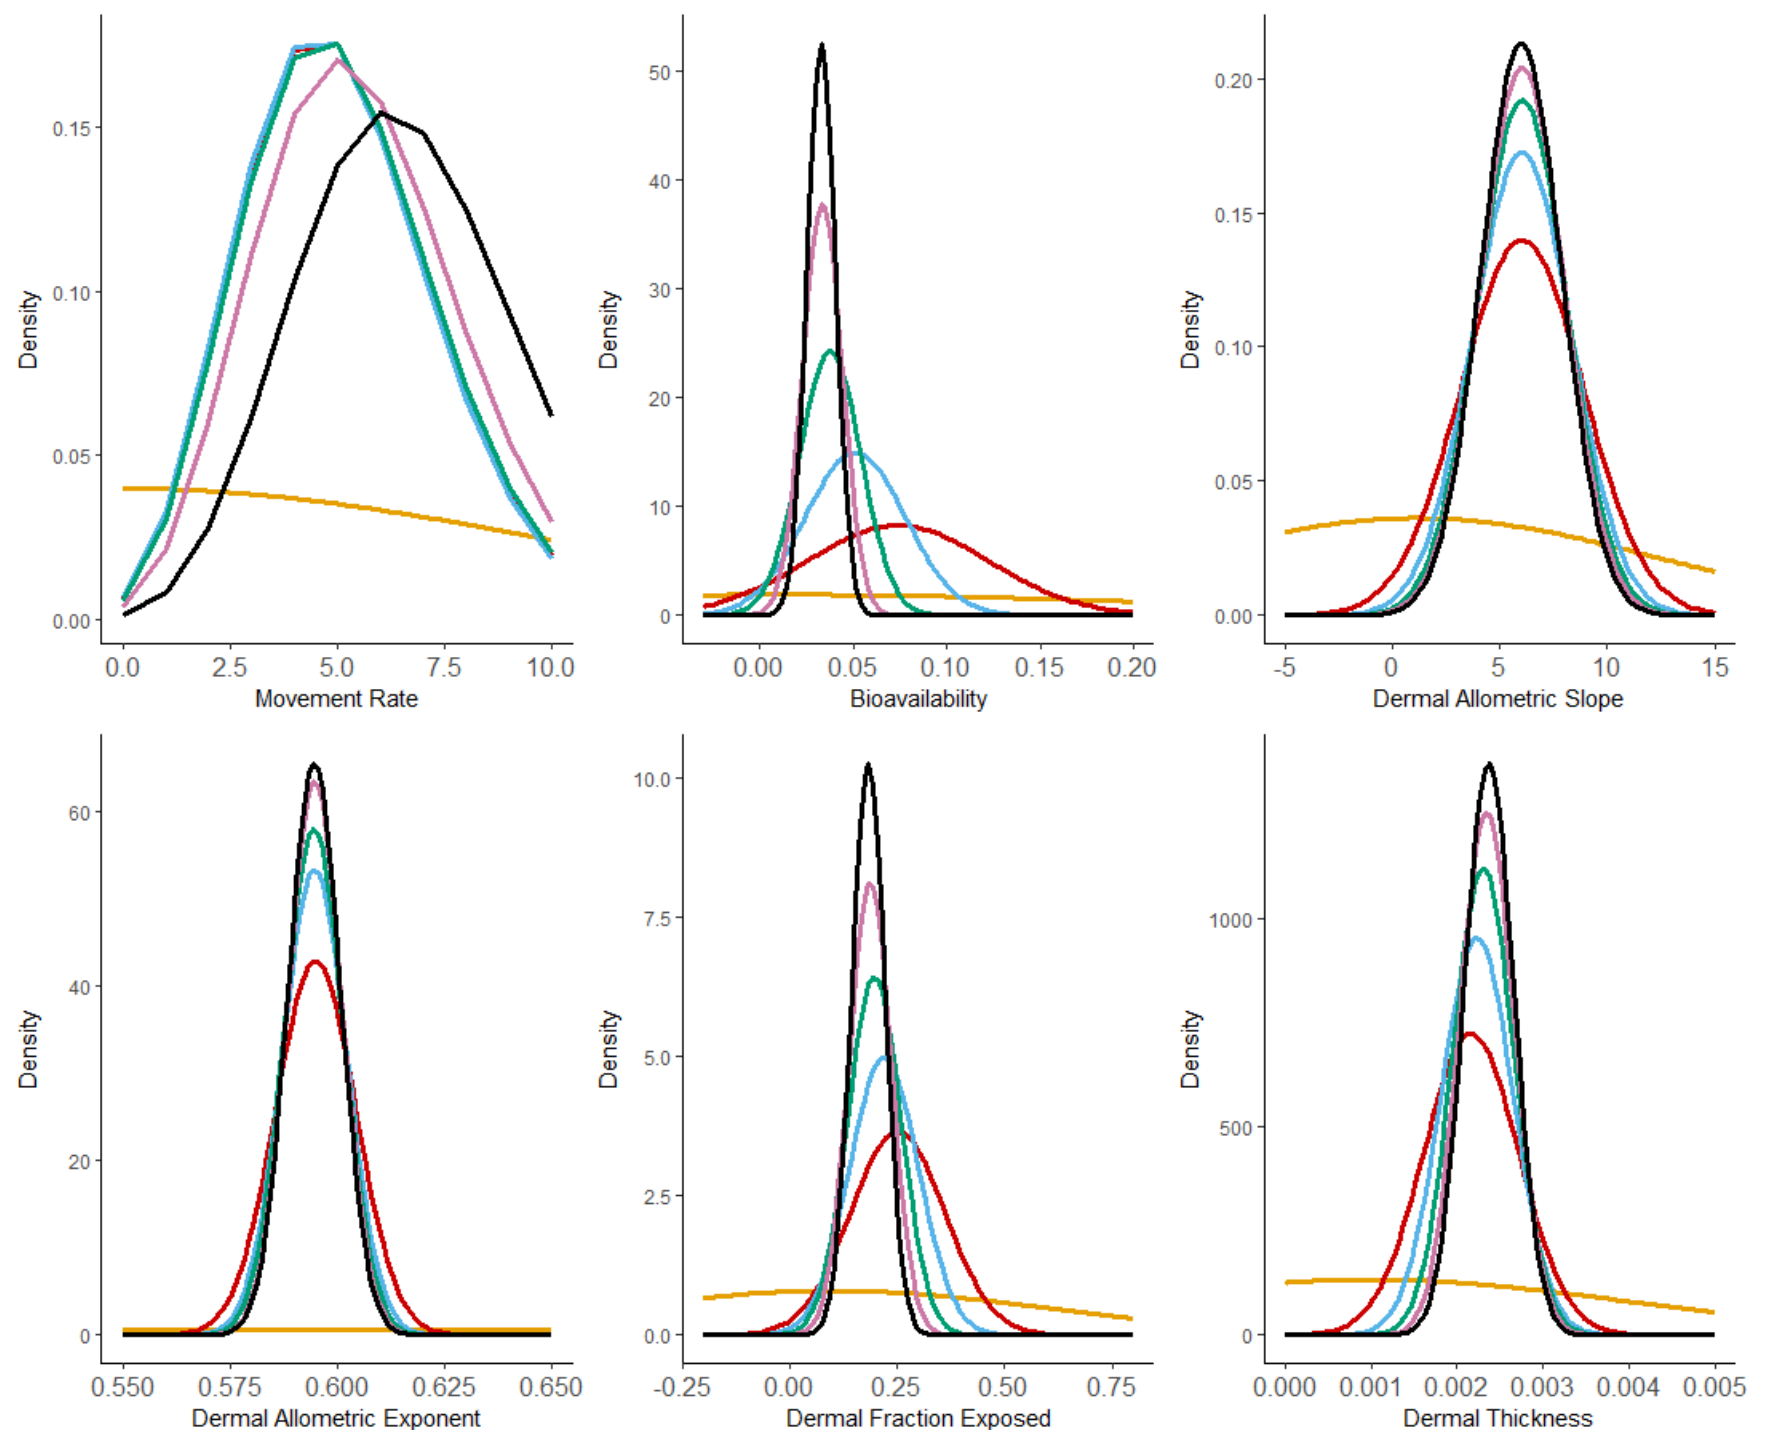 Density
0.15
0.10
0.05
0.00
0.0 2.5 5.0 7.5 10.0
Movement Rate
Density
50
40
30
20
10
0
0.00 0.05 0.10 0.15 0.20
Bioavailability
Density
0.20
0.15
0.10
0.05
0.00
-5 0 5 10 15
Dermal Allometric Slope
Density
60
40
20
0
0.550 0.575 0.600 0.625 0.650
Dermal Allometric Exponent
Density
10.0
7.5
5.0
2.5
0.0
-0.25 0.00 0.25 0.50 0.75
Dermal Fraction Exposed
Density
1000
500
0
0.000 0.001 0.002 0.003 0.004 0.005
Dermal Thickness